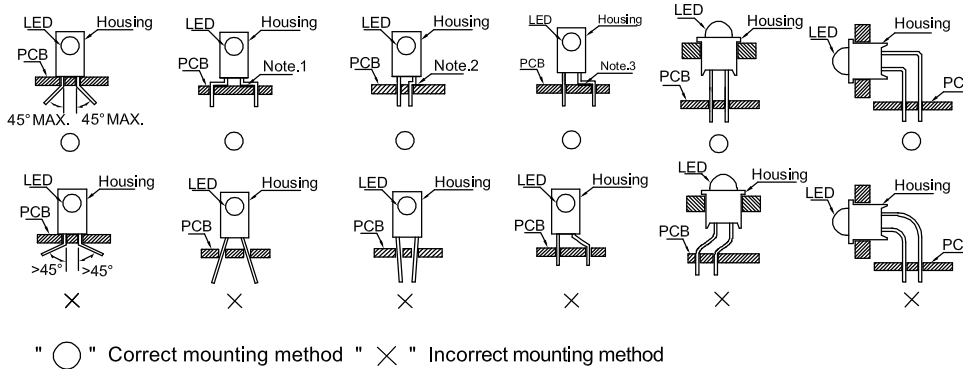 LED Housing PCB 45° MAX. 45° MAX.
LED Housing PCB Note.1
LED Housing PCB Note.2
LED Housing PCB Note.3
LED Housing PCB
LED Housing PC
LED Housing PCB >45° >45°
LED Housing PCB
LED Housing PCB
LED Housing PCB
LED Housing PCB
LED Housing PC
" ◯ " Correct mounting method " ✕ " Incorrect mounting method